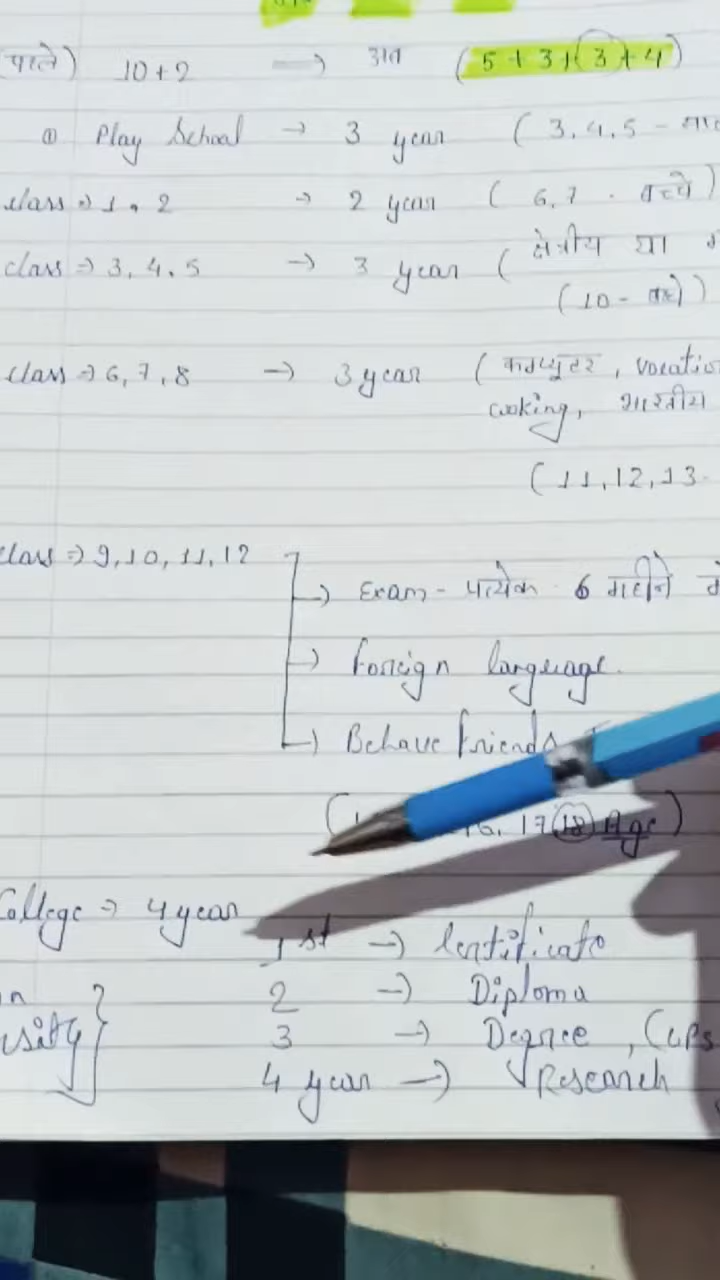 10+2 → अब (5+3+3+4)
① Play School → 3 year (3,4,5 -
class ⇒ 1, 2 → 2 year (6,7 - बच्चे)
class ⇒ 3,4,5 → 3 year ( क्षेत्रीय या
(10 - बच्चे)
class ⇒ 6,7,8 → 3 year (कम्प्युटर,
cooking, भारतीय
(11,12,13
class ⇒ 9,10,11,12
→ Exam - प्रत्येक 6 महीने
→ Foreign language.
→ Behave friends
17 18 Age)
College ⇒ 4 year
1st → Certificate
2 → Diploma
3 → Degree,
4 year → Research